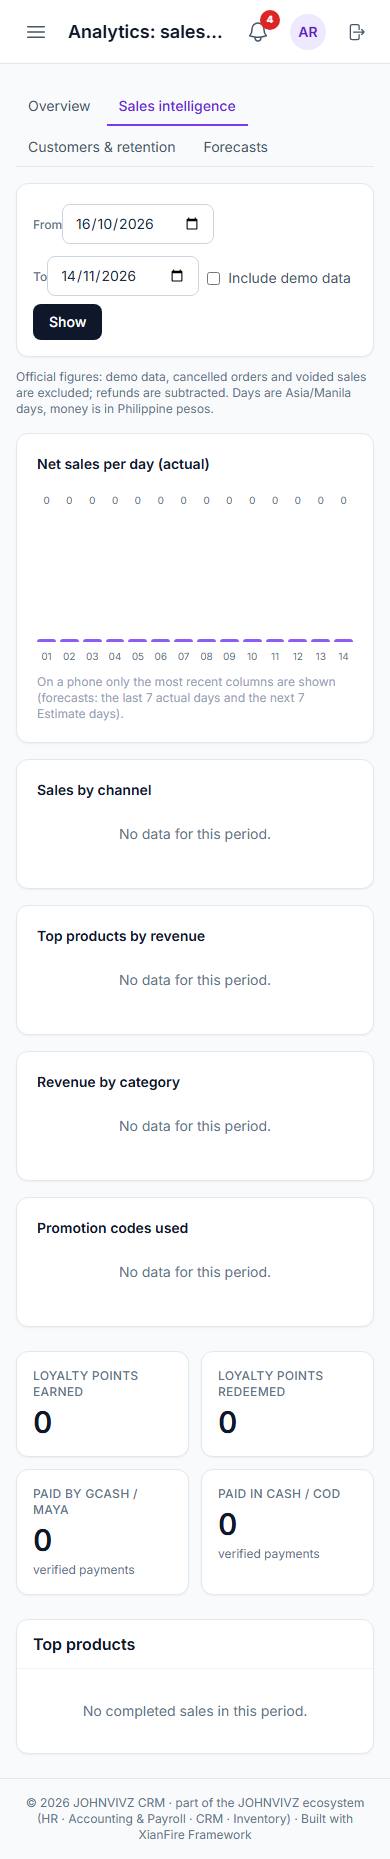 Analytics: sales...
4
AR
Overview
Sales intelligence
Customers & retention
Forecasts
From 16/10/2026
To 14/11/2026
Include demo data
Show
Official figures: demo data, cancelled orders and voided sales
are excluded; refunds are subtracted. Days are Asia/Manila
days, money is in Philippine pesos.
Net sales per day (actual)
0 0 0 0 0 0 0 0 0 0 0 0 0 0
01 02 03 04 05 06 07 08 09 10 11 12 13 14
On a phone only the most recent columns are shown
(forecasts: the last 7 actual days and the next 7
Estimate days).
Sales by channel
No data for this period.
Top products by revenue
No data for this period.
Revenue by category
No data for this period.
Promotion codes used
No data for this period.
LOYALTY POINTS
EARNED
0
LOYALTY POINTS
REDEEMED
0
PAID BY GCASH /
MAYA
0
verified payments
PAID IN CASH / COD
0
verified payments
Top products
No completed sales in this period.
© 2026 JOHNVIVZ CRM · part of the JOHNVIVZ ecosystem
(HR · Accounting & Payroll · CRM · Inventory) · Built with
XianFire Framework